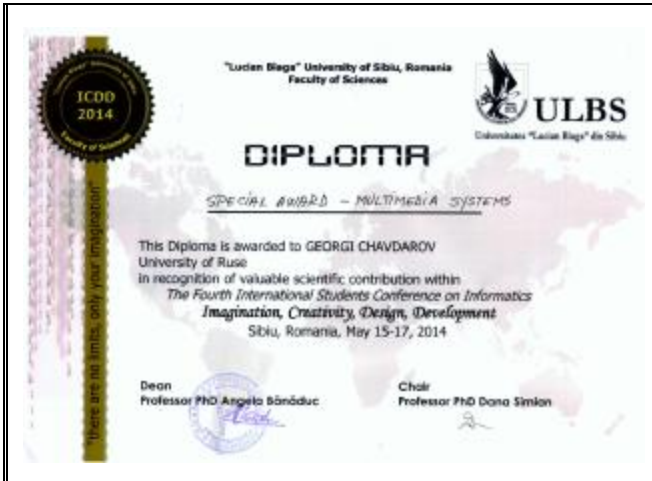 "Lucian Blaga" University of Sibiu, Romania
Faculty of Sciences
ICDD
2014
Faculty of Sciences
ULBS
Universitatea "Lucian Blaga" din Sibiu
DIPLOMA
SPECIAL AWARD - MULTIMEDIA SYSTEMS
"there are no limits, only your imagination"
This Diploma is awarded to GEORGI CHAVDAROV
University of Ruse
in recognition of valuable scientific contribution within
The Fourth International Students Conference on Informatics
Imagination, Creativity, Design, Development
Sibiu, Romania, May 15-17, 2014
Dean
Professor PhD Angela Bănăduc
Chair
Professor PhD Dana Simian